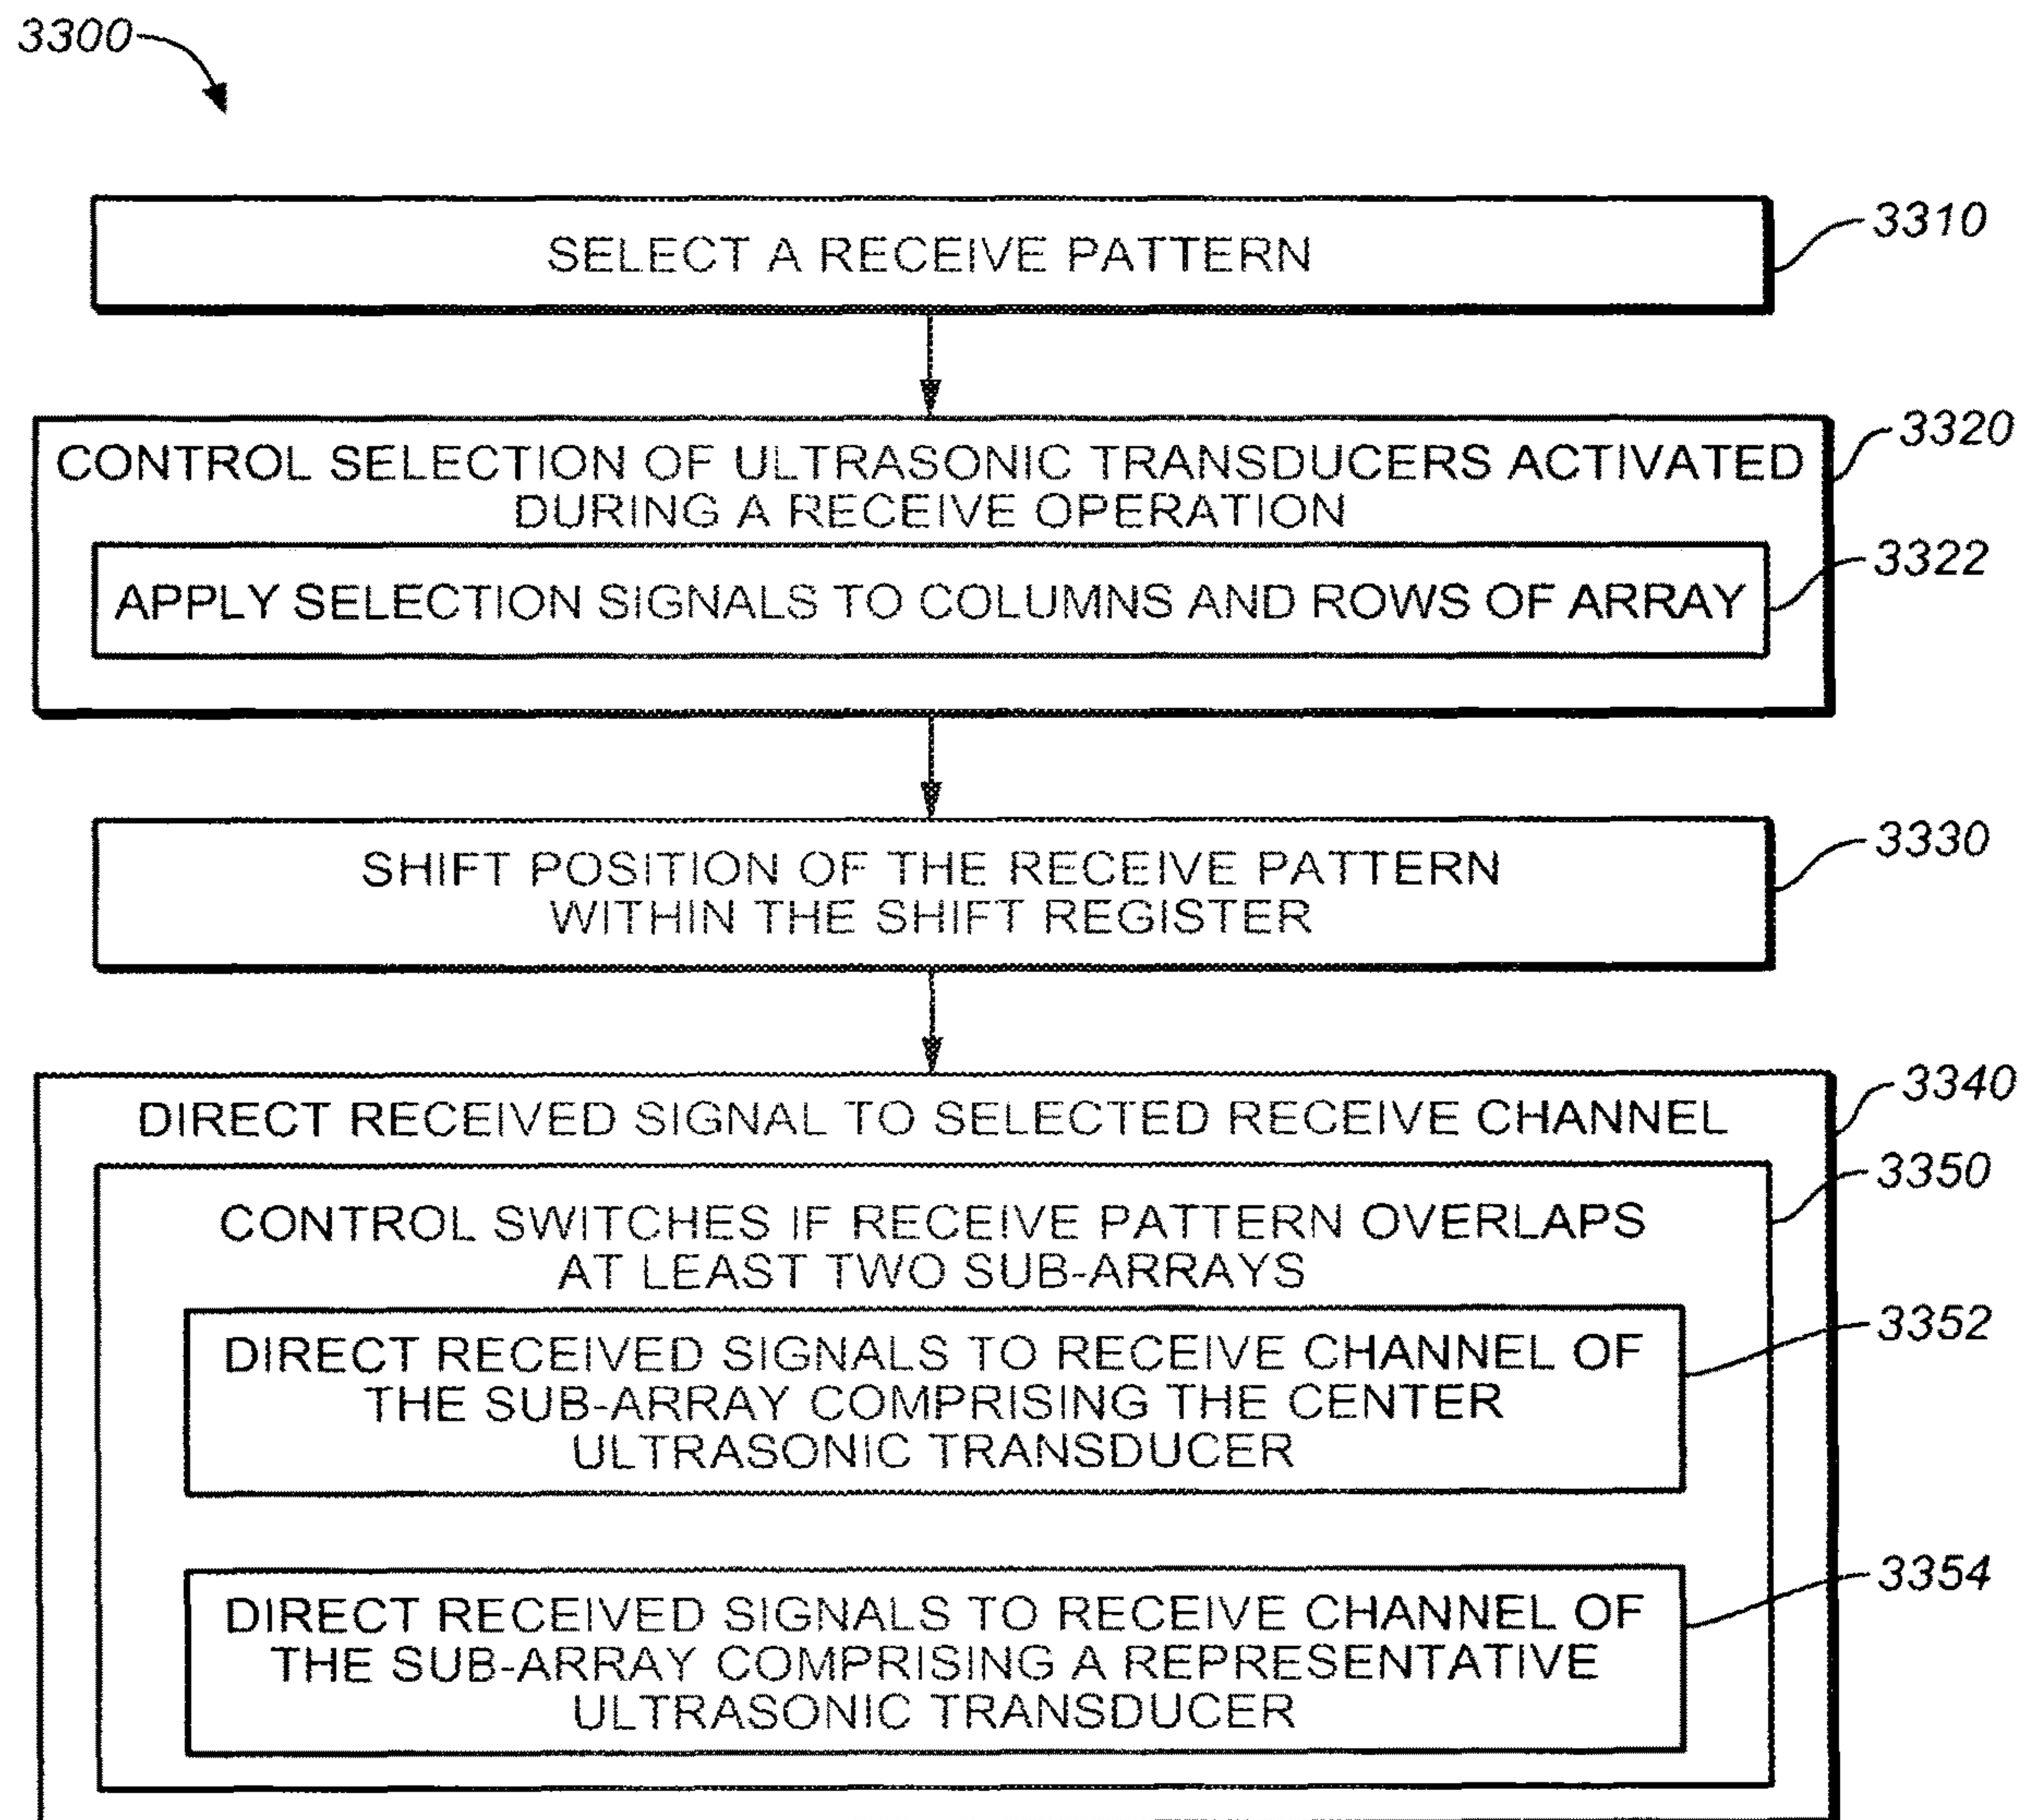 3300
SELECT A RECEIVE PATTERN
3310
CONTROL SELECTION OF ULTRASONIC TRANSDUCERS ACTIVATED
DURING A RECEIVE OPERATION
3320
APPLY SELECTION SIGNALS TO COLUMNS AND ROWS OF ARRAY
3322
SHIFT POSITION OF THE RECEIVE PATTERN
WITHIN THE SHIFT REGISTER
3330
DIRECT RECEIVED SIGNAL TO SELECTED RECEIVE CHANNEL
3340
CONTROL SWITCHES IF RECEIVE PATTERN OVERLAPS
AT LEAST TWO SUB-ARRAYS
3350
DIRECT RECEIVED SIGNALS TO RECEIVE CHANNEL OF
THE SUB-ARRAY COMPRISING THE CENTER
ULTRASONIC TRANSDUCER
3352
DIRECT RECEIVED SIGNALS TO RECEIVE CHANNEL OF
THE SUB-ARRAY COMPRISING A REPRESENTATIVE
ULTRASONIC TRANSDUCER
3354